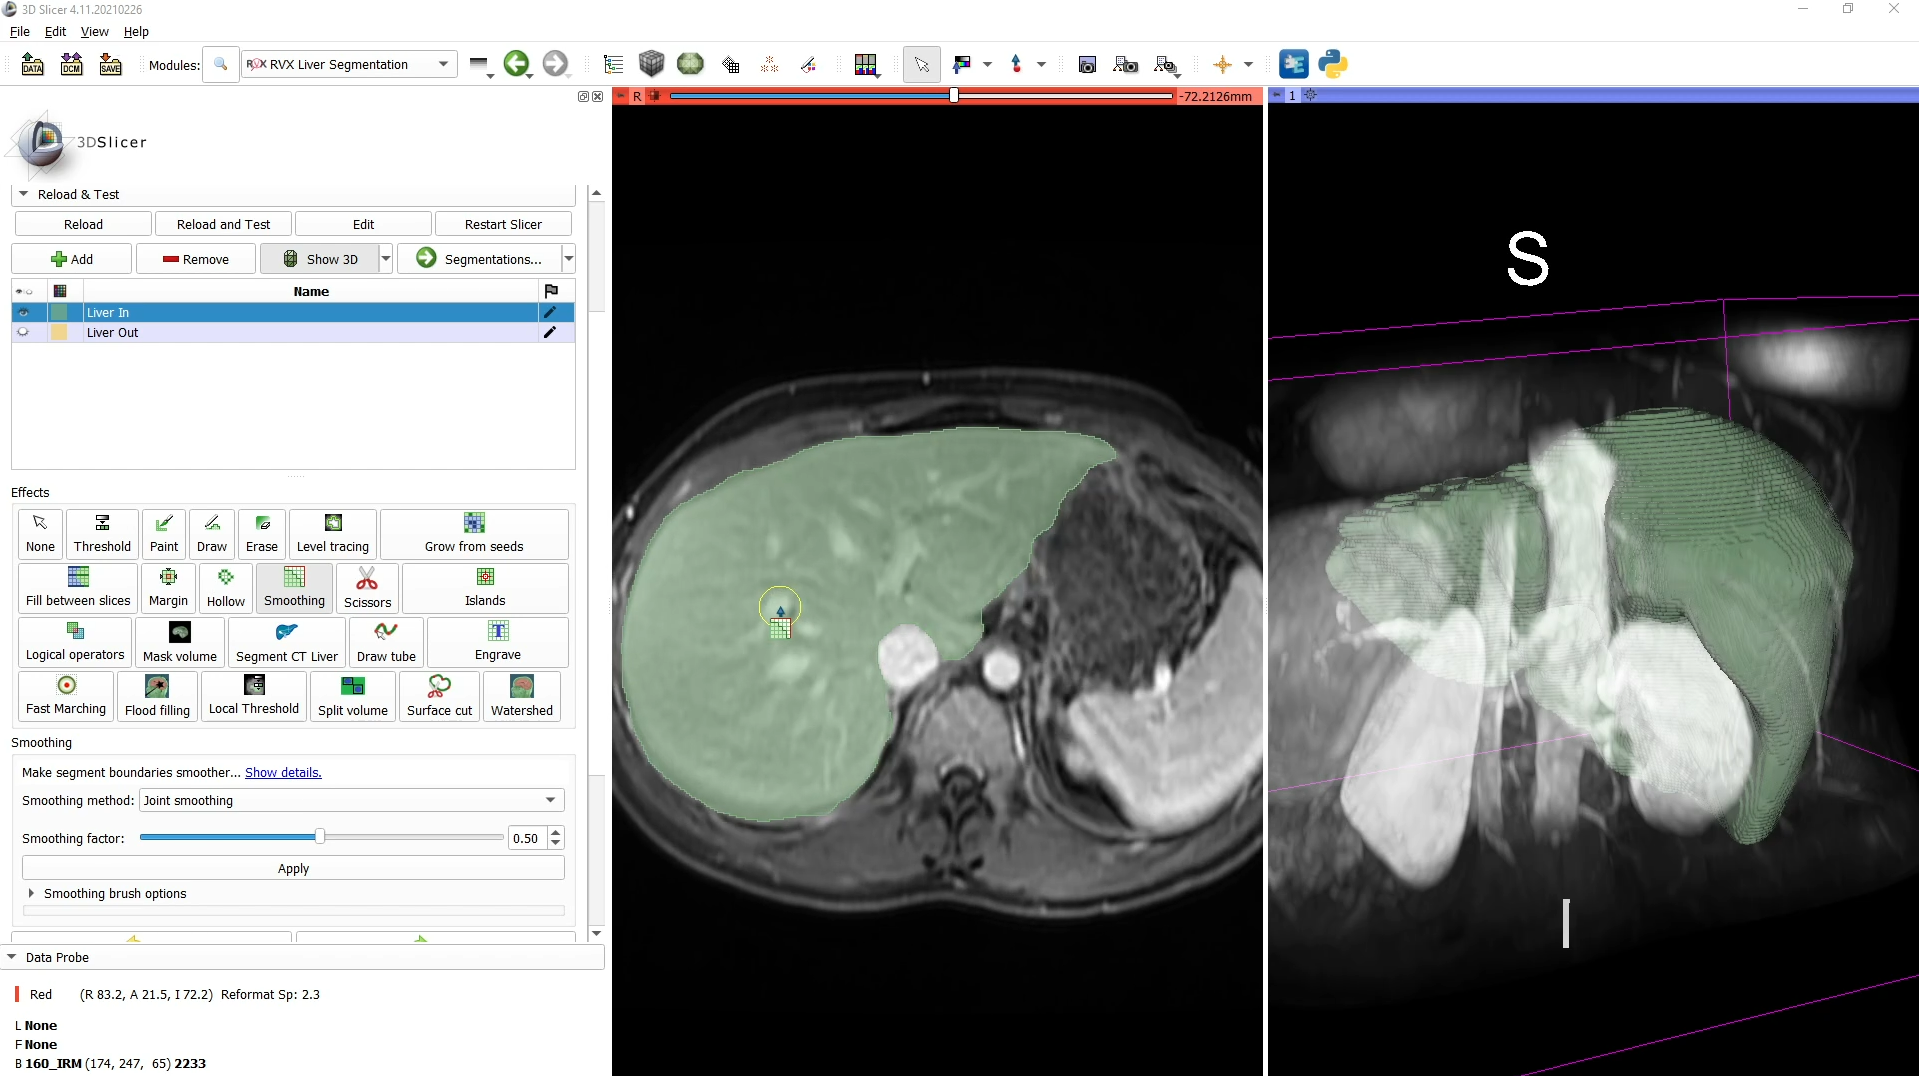 3D Slicer 4.11.20210226
File Edit View Help
DATA DCM SAVE Modules: RVX RVX Liver Segmentation
R -72.2126mm
1
3DSlicer
Reload & Test
Reload Reload and Test Edit Restart Slicer
Add Remove Show 3D Segmentations...
Name
Liver In
Liver Out
Effects
None Threshold Paint Draw Erase Level tracing Grow from seeds
Fill between slices Margin Hollow Smoothing Scissors Islands
Logical operators Mask volume Segment CT Liver Draw tube Engrave
Fast Marching Flood filling Local Threshold Split volume Surface cut Watershed
Smoothing
Make segment boundaries smoother... Show details.
Smoothing method: Joint smoothing
Smoothing factor: 0.50
Apply
Smoothing brush options
Data Probe
Red (R 83.2, A 21.5, I 72.2) Reformat Sp: 2.3
L None
F None
B 160_IRM (174, 247, 65) 2233
S
I